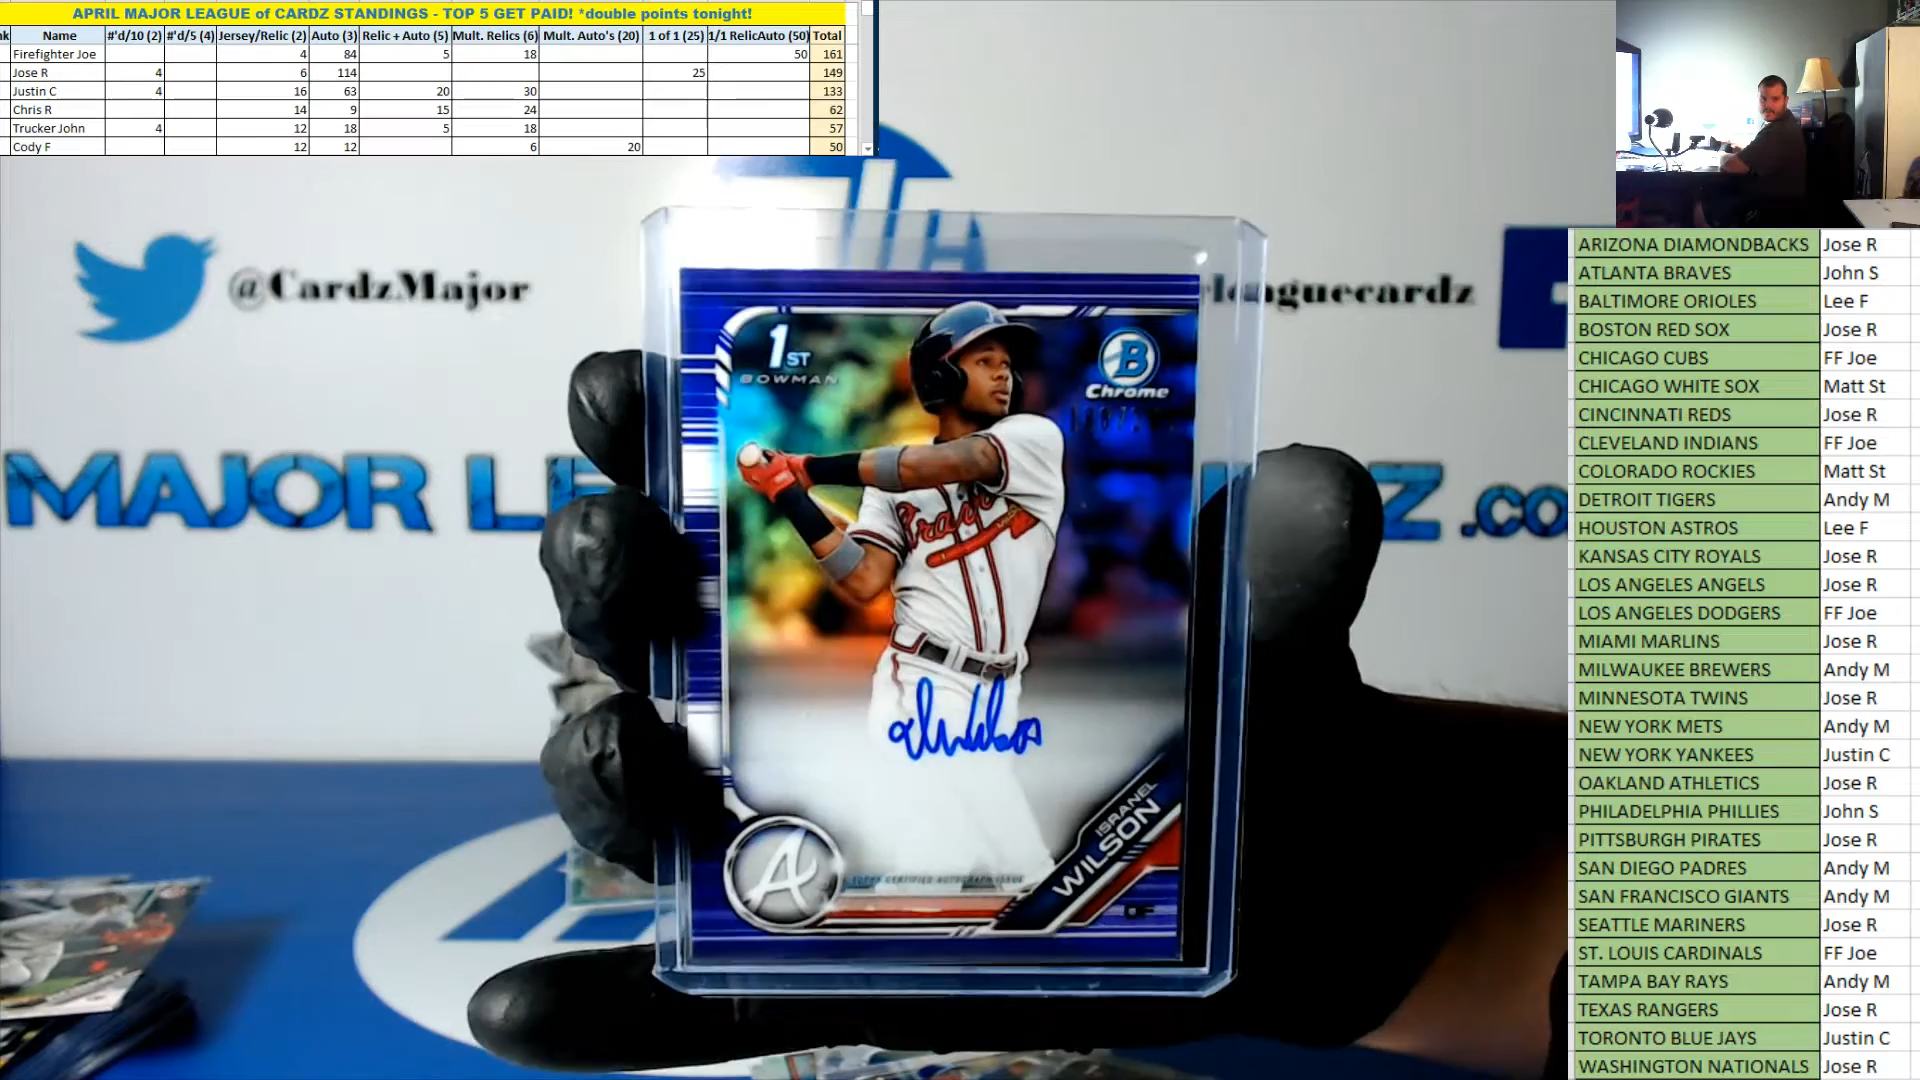 APRIL MAJOR LEAGUE of CARDZ STANDINGS - TOP 5 GET PAID! *double points tonight!
Name #'d/10 (2) #'d/5 (4) Jersey/Relic (2) Auto (3) Relic + Auto (5) Mult. Relics (6) Mult. Auto's (20) 1 of 1 (25) 1/1 RelicAuto (50) Total
Firefighter Joe 4 84 5 18 50 161
Jose R 4 6 114 25 149
Justin C 4 16 63 20 30 133
Chris R 14 9 15 24 62
Trucker John 4 12 18 5 18 57
Cody F 12 12 6 20 50
@CardzMajor
leaguecardz
MAJOR LE
Z.co
1ST
BOWMAN
B
Chrome
Braves
A
TOPPS CERTIFIED AUTOGRAPH ISSUE
ISRANEL
WILSON
OF
ARIZONA DIAMONDBACKS Jose R
ATLANTA BRAVES John S
BALTIMORE ORIOLES Lee F
BOSTON RED SOX Jose R
CHICAGO CUBS FF Joe
CHICAGO WHITE SOX Matt St
CINCINNATI REDS Jose R
CLEVELAND INDIANS FF Joe
COLORADO ROCKIES Matt St
DETROIT TIGERS Andy M
HOUSTON ASTROS Lee F
KANSAS CITY ROYALS Jose R
LOS ANGELES ANGELS Jose R
LOS ANGELES DODGERS FF Joe
MIAMI MARLINS Jose R
MILWAUKEE BREWERS Andy M
MINNESOTA TWINS Jose R
NEW YORK METS Andy M
NEW YORK YANKEES Justin C
OAKLAND ATHLETICS Jose R
PHILADELPHIA PHILLIES John S
PITTSBURGH PIRATES Jose R
SAN DIEGO PADRES Andy M
SAN FRANCISCO GIANTS Andy M
SEATTLE MARINERS Jose R
ST. LOUIS CARDINALS FF Joe
TAMPA BAY RAYS Andy M
TEXAS RANGERS Jose R
TORONTO BLUE JAYS Justin C
WASHINGTON NATIONALS Jose R